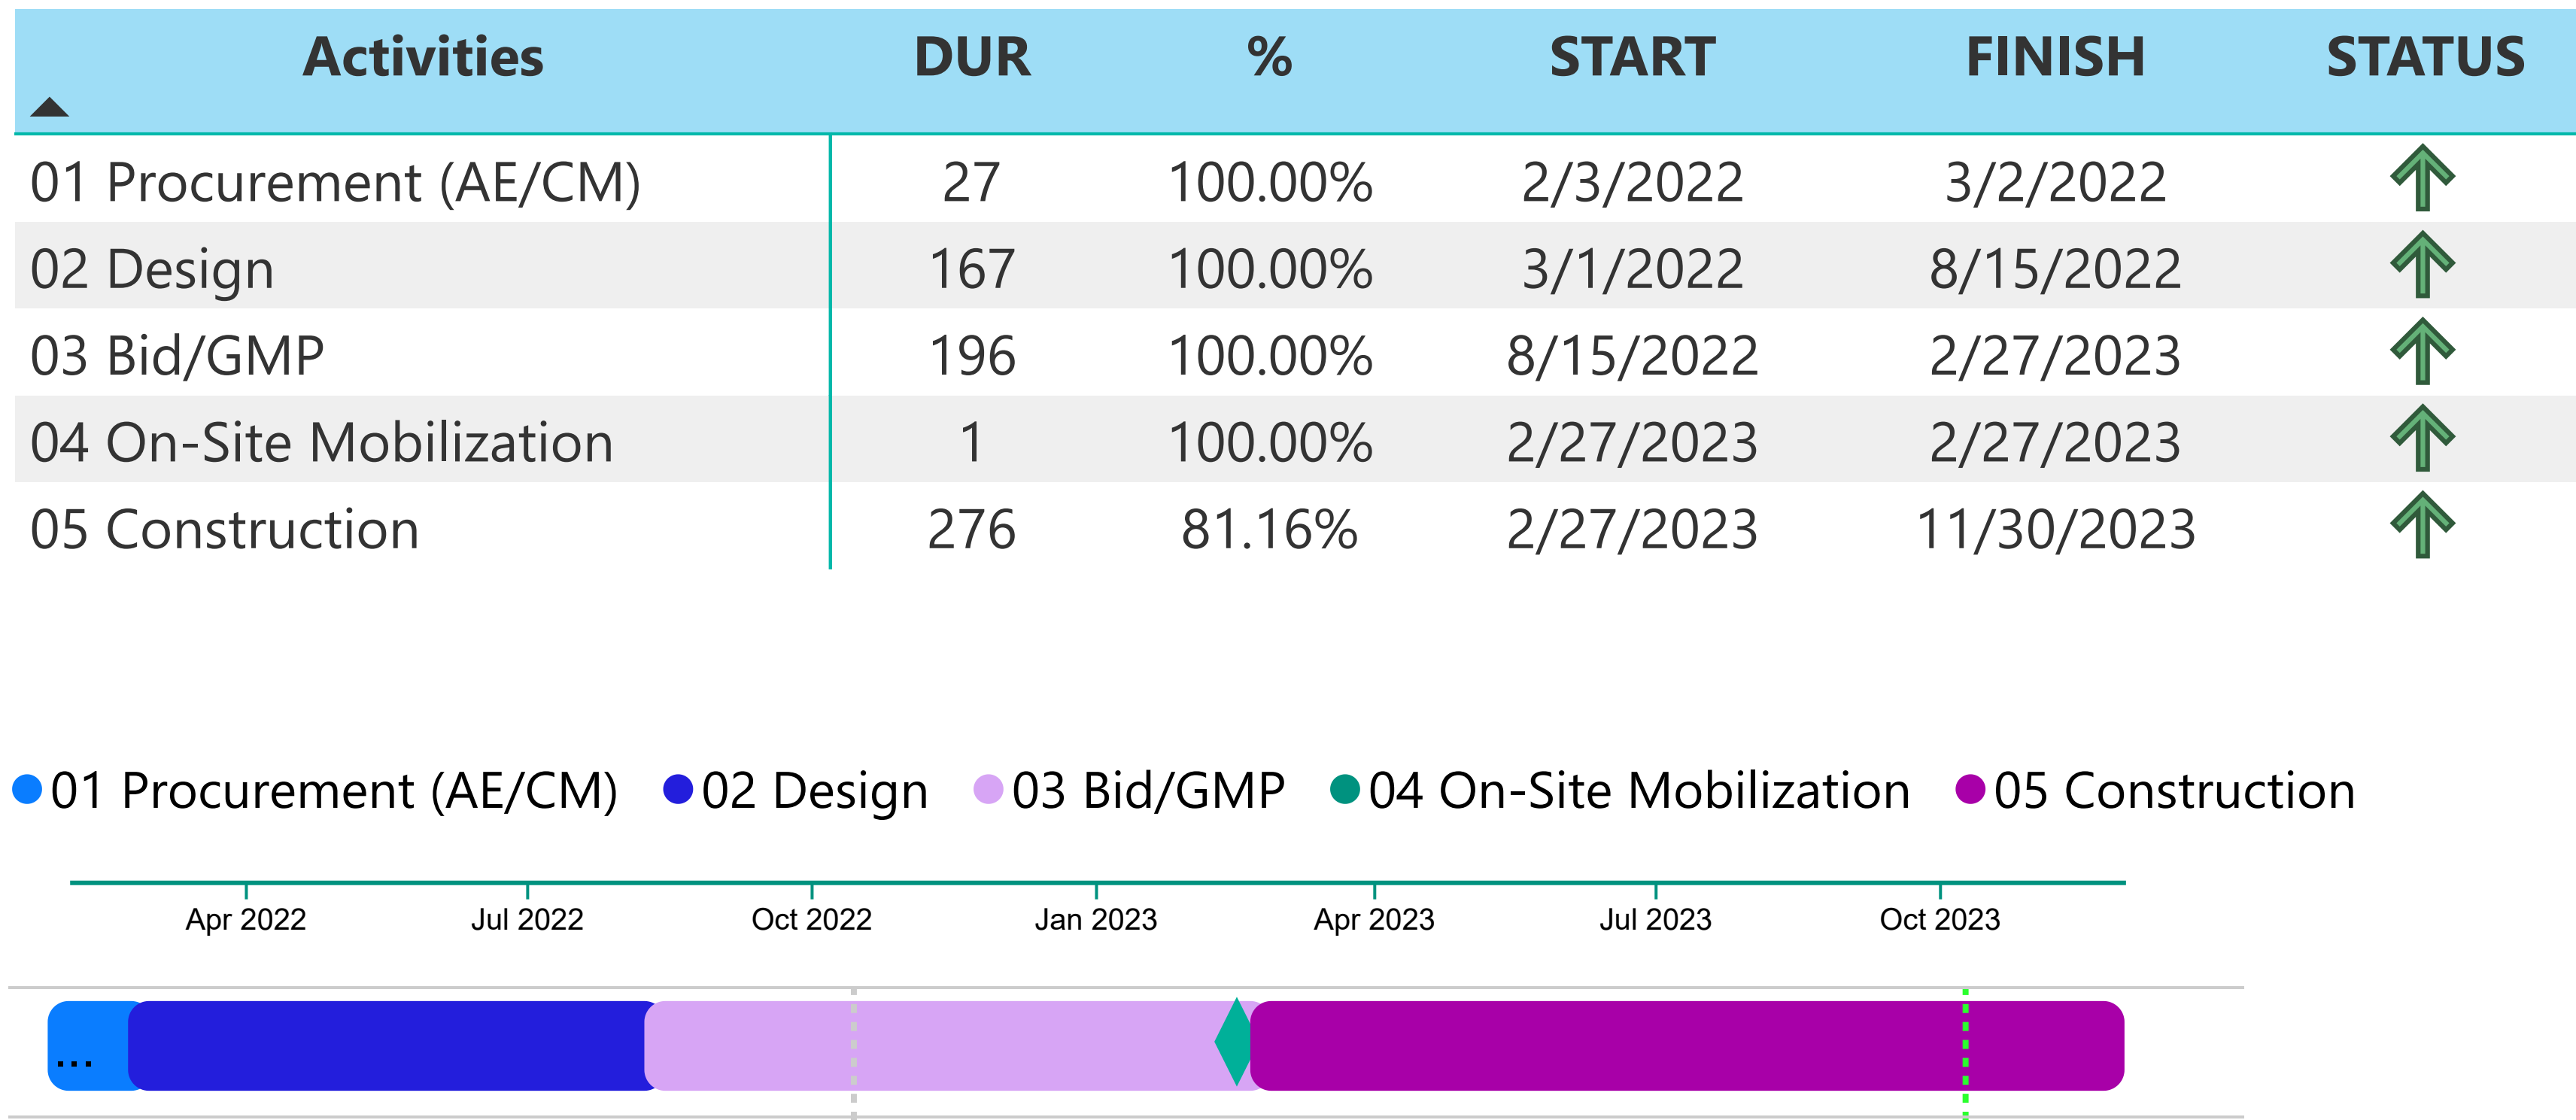 Activities DUR % START FINISH STATUS
01 Procurement (AE/CM) 27 100.00% 2/3/2022 3/2/2022
02 Design 167 100.00% 3/1/2022 8/15/2022
03 Bid/GMP 196 100.00% 8/15/2022 2/27/2023
04 On-Site Mobilization 1 100.00% 2/27/2023 2/27/2023
05 Construction 276 81.16% 2/27/2023 11/30/2023
01 Procurement (AE/CM) 02 Design 03 Bid/GMP 04 On-Site Mobilization 05 Construction
Apr 2022 Jul 2022 Oct 2022 Jan 2023 Apr 2023 Jul 2023 Oct 2023
...